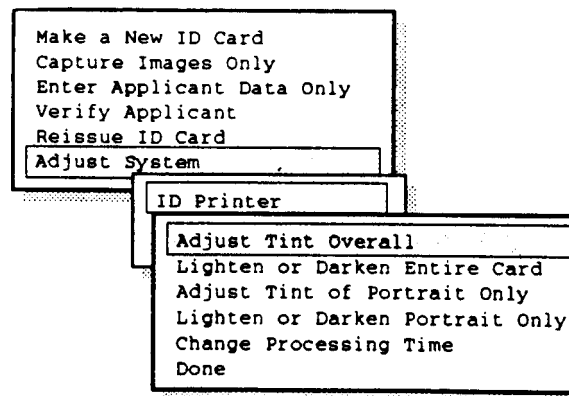 Make a New ID Card
Capture Images Only
Enter Applicant Data Only
Verify Applicant
Reissue ID Card
Adjust System
ID Printer
Adjust Tint Overall
Lighten or Darken Entire Card
Adjust Tint of Portrait Only
Lighten or Darken Portrait Only
Change Processing Time
Done